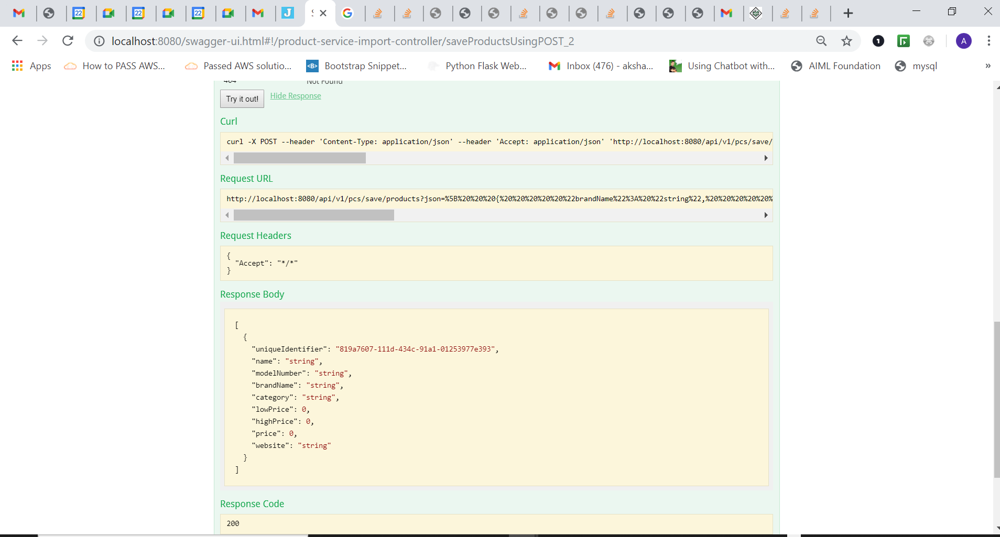 22
22
22
J
S
localhost:8080/swagger-ui.html#!/product-service-import-controller/saveProductsUsingPOST_2
1
A
Apps
How to PASS AWS...
Passed AWS solutio...
<B>
Bootstrap Snippet...
Python Flask Web...
Inbox (476) - aksha...
Using Chatbot with...
AIML Foundation
mysql
»
404 Not Found
Try it out!
Hide Response
Curl
curl -X POST --header 'Content-Type: application/json' --header 'Accept: application/json' 'http://localhost:8080/api/v1/pcs/save/
Request URL
http://localhost:8080/api/v1/pcs/save/products?json=%5B%20%20%20{%20%20%20%20%20%22brandName%22%3A%20%22string%22,%20%20%20%20%20%
Request Headers
{
"Accept": "*/*"
}
Response Body
[
{
"uniqueIdentifier": "819a7607-111d-434c-91a1-01253977e393",
"name": "string",
"modelNumber": "string",
"brandName": "string",
"category": "string",
"lowPrice": 0,
"highPrice": 0,
"price": 0,
"website": "string"
}
]
Response Code
200